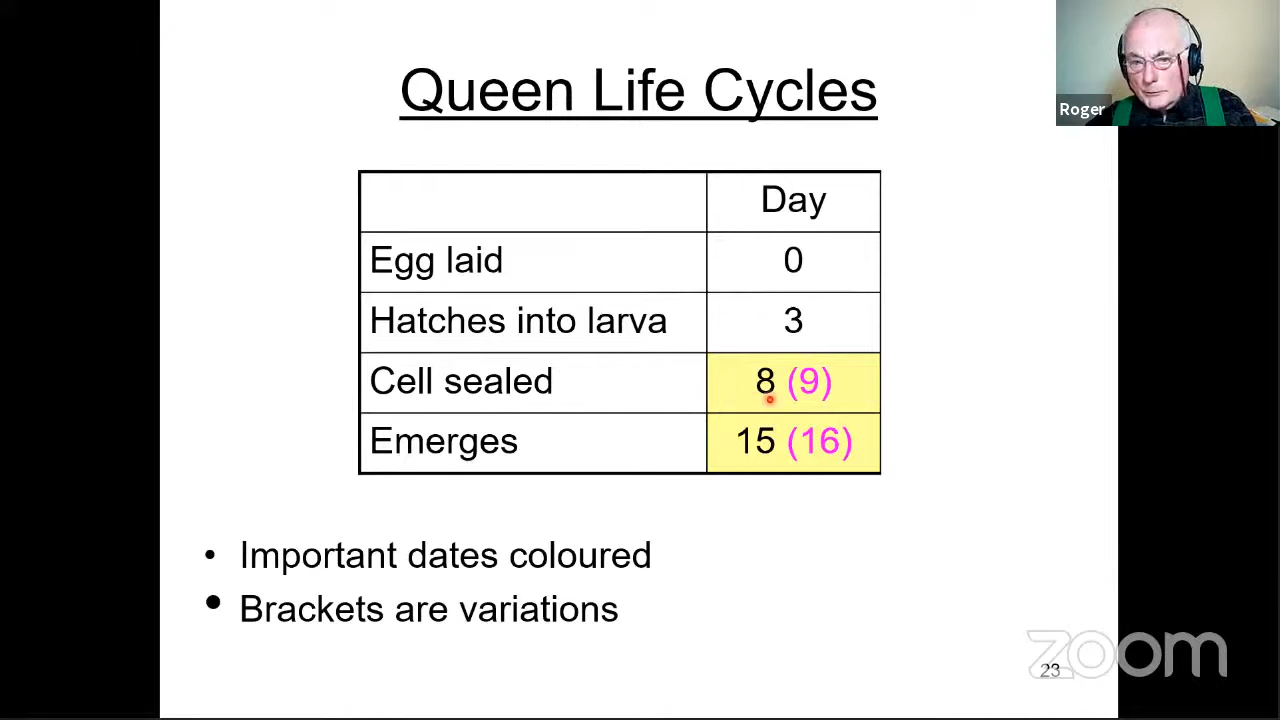 Queen Life Cycles
Roger
Day
Egg laid 0
Hatches into larva 3
Cell sealed 8 (9)
Emerges 15 (16)
• Important dates coloured
• Brackets are variations
zoom
23